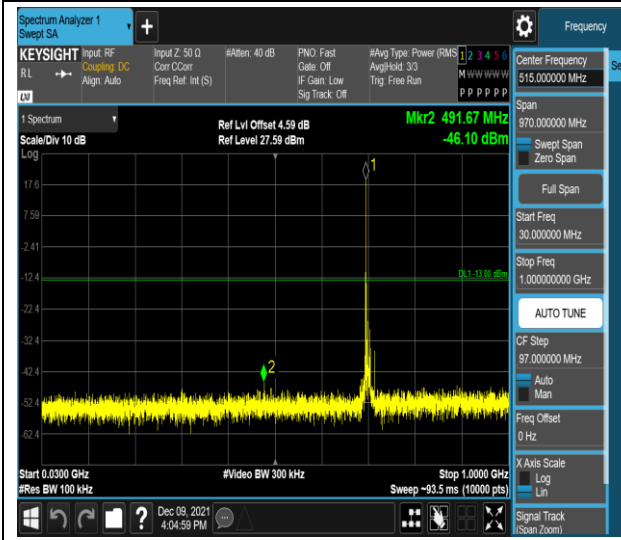 Spectrum Analyzer 1
Swept SA
+
Frequency
KEYSIGHT
RL
LXI
Input: RF
Coupling: DC
Align: Auto
Input Z: 50 Ω
Corr CCorr
Freq Ref: Int (S)
#Atten: 40 dB
PNO: Fast
Gate: Off
IF Gain: Low
Sig Track: Off
#Avg Type: Power (RMS
Avg|Hold: 3/3
Trig: Free Run
1 2 3 4 5 6
M W W W W W
P P P P P P
1 Spectrum
Scale/Div 10 dB
Log
Ref Lvl Offset 4.59 dB
Ref Level 27.59 dBm
Mkr2 491.67 MHz
-46.10 dBm
1
17.6
7.59
-2.41
-12.4
DL1 -13.00 dBm
-22.4
-32.4
-42.4
2
-52.4
-62.4
Start 0.0300 GHz
#Res BW 100 kHz
#Video BW 300 kHz
Stop 1.0000 GHz
Sweep ~93.5 ms (10000 pts)
Dec 09, 2021
4:04:59 PM
?
Center Frequency
515.000000 MHz
Se
Span
970.000000 MHz
Swept Span
Zero Span
Full Span
Start Freq
30.000000 MHz
Stop Freq
1.000000000 GHz
AUTO TUNE
CF Step
97.000000 MHz
Auto
Man
Freq Offset
0 Hz
X Axis Scale
Log
Lin
Signal Track
(Span Zoom)